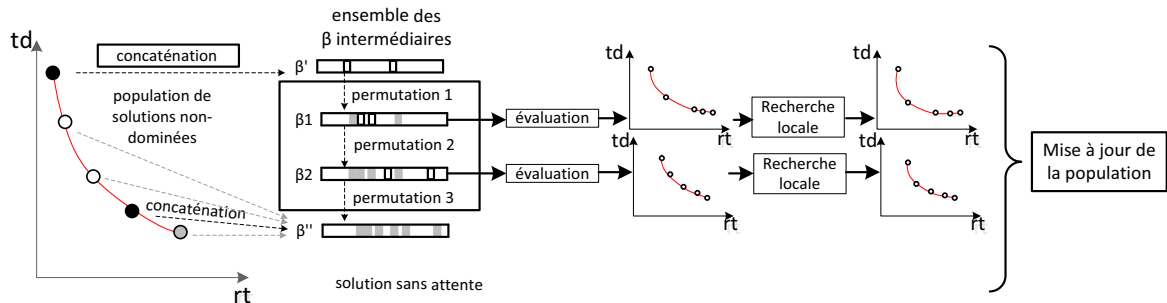 td
concaténation
population de
solutions non-
dominées
concaténation
rt
ensemble des
β intermédiaires
β'
permutation 1
β1
permutation 2
β2
permutation 3
β''
solution sans attente
évaluation
évaluation
td
rt
td
rt
Recherche
locale
Recherche
locale
td
rt
td
rt
Mise à jour de
la population